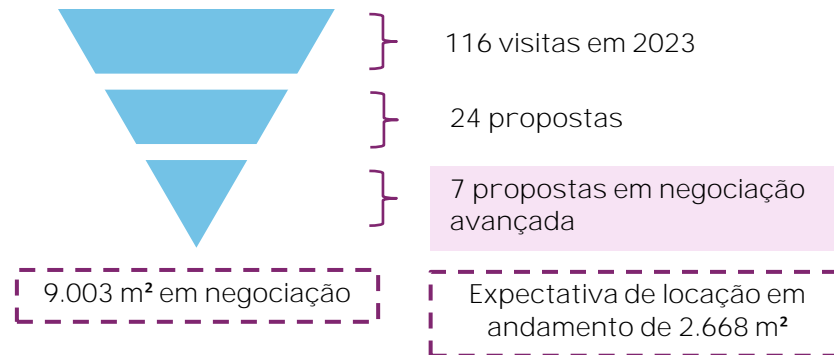 116 visitas em 2023
24 propostas
7 propostas em negociação
avançada
9.003 m² em negociação
Expectativa de locação em
andamento de 2.668 m²